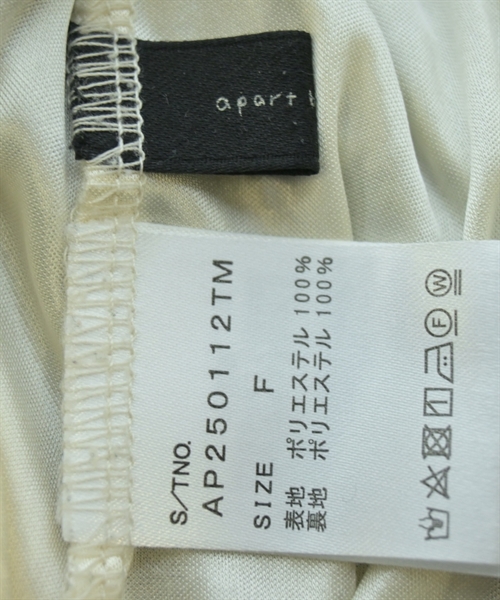 apart
S/TNO.
AP250112TM
SIZE F
表地 ポリエステル 100%
裏地 ポリエステル 100%
F
W